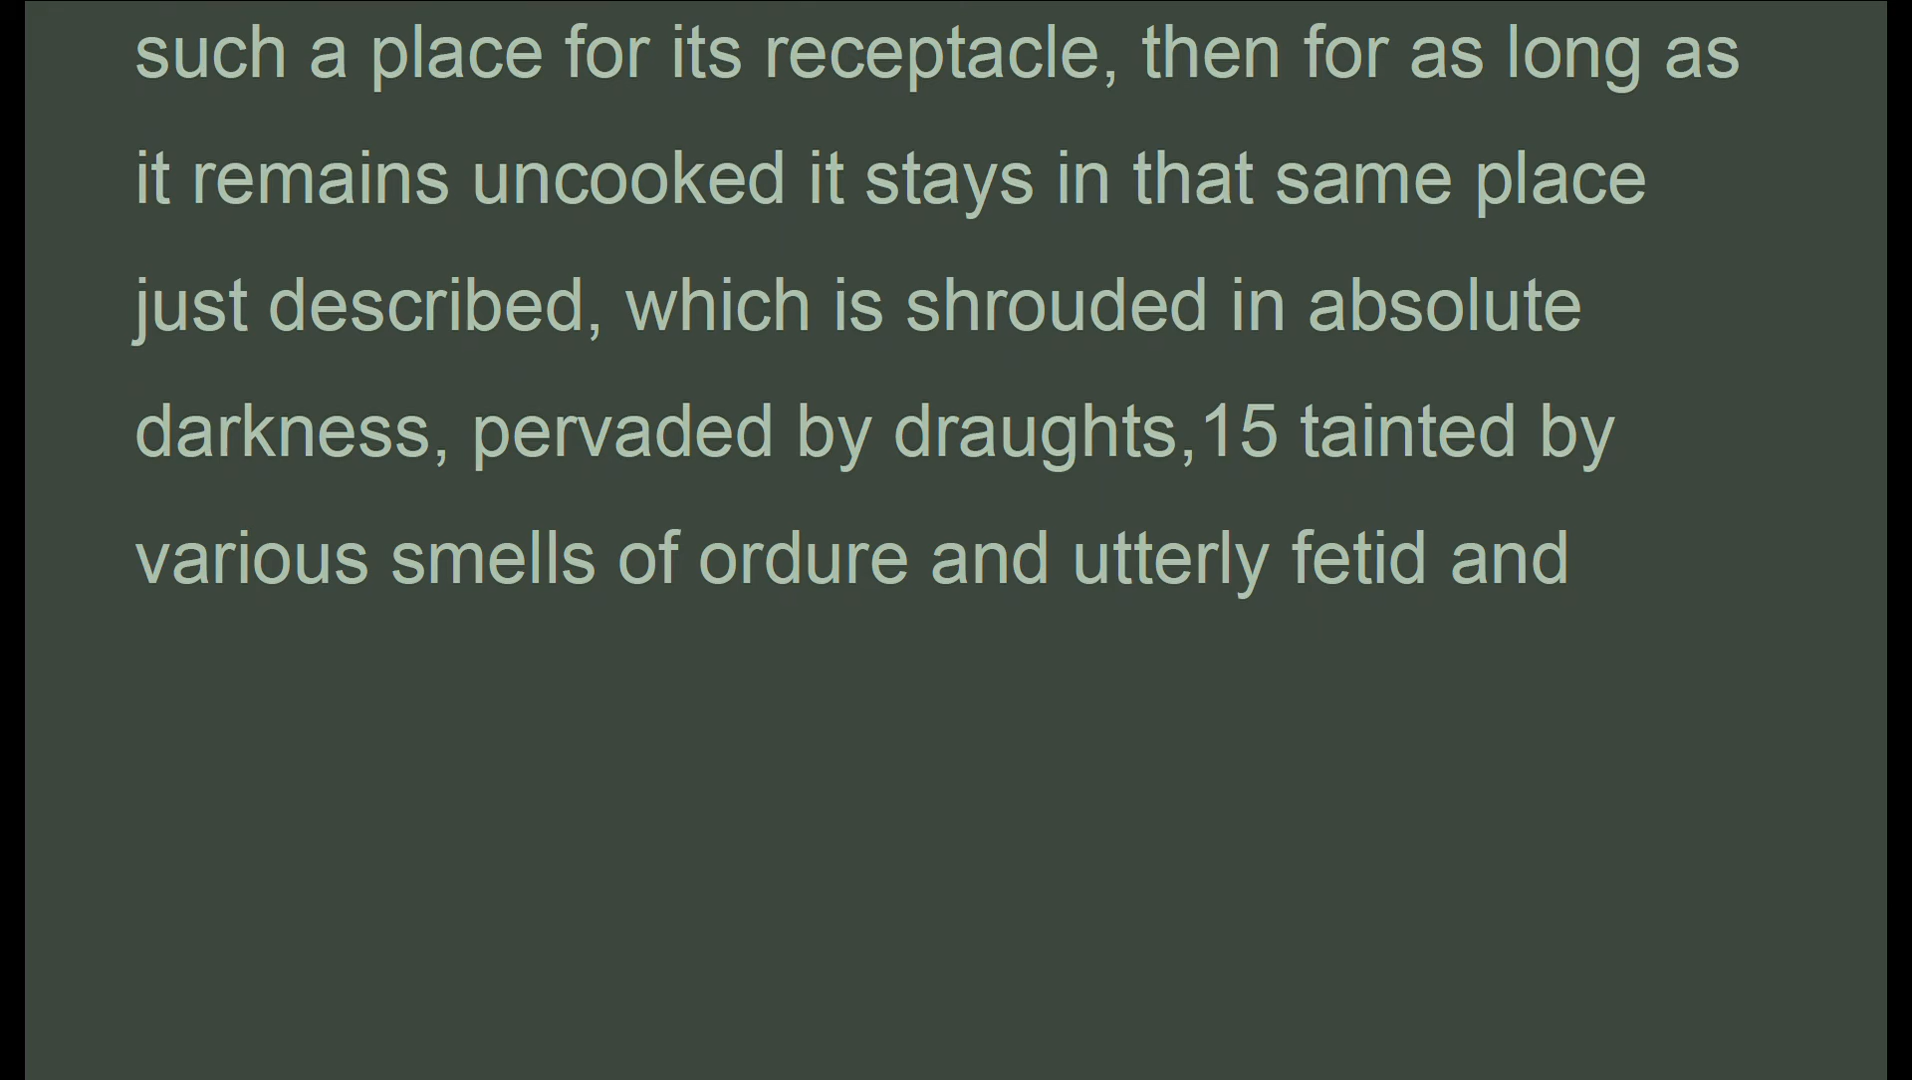 such a place for its receptacle, then for as long as
it remains uncooked it stays in that same place
just described, which is shrouded in absolute
darkness, pervaded by draughts,15 tainted by
various smells of ordure and utterly fetid and